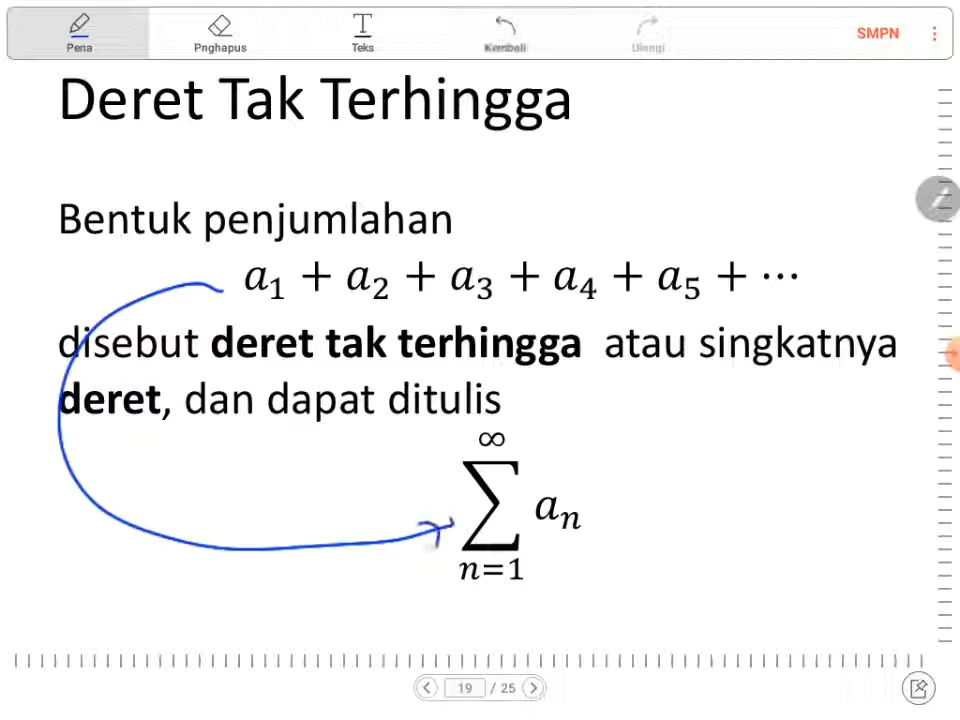 Pena Pnghapus Teks Kembali Ulangi SMPN
Deret Tak Terhingga
Bentuk penjumlahan
a₁ + a₂ + a₃ + a₄ + a₅ + ⋯
disebut deret tak terhingga atau singkatnya
deret, dan dapat ditulis
∞
∑ aₙ
n=1
19 / 25